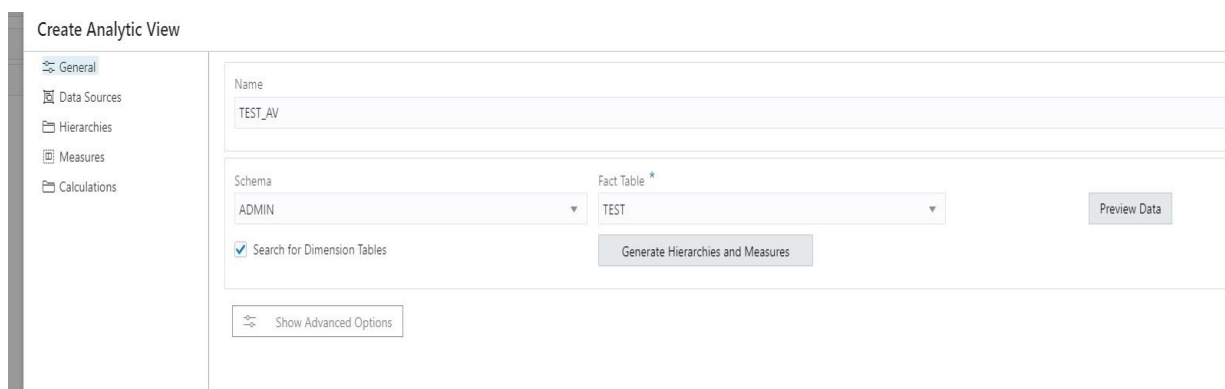 Create Analytic View
General
Data Sources
Hierarchies
Measures
Calculations
Name
TEST_AV
Schema
Fact Table *
ADMIN
TEST
Preview Data
Search for Dimension Tables
Generate Hierarchies and Measures
Show Advanced Options